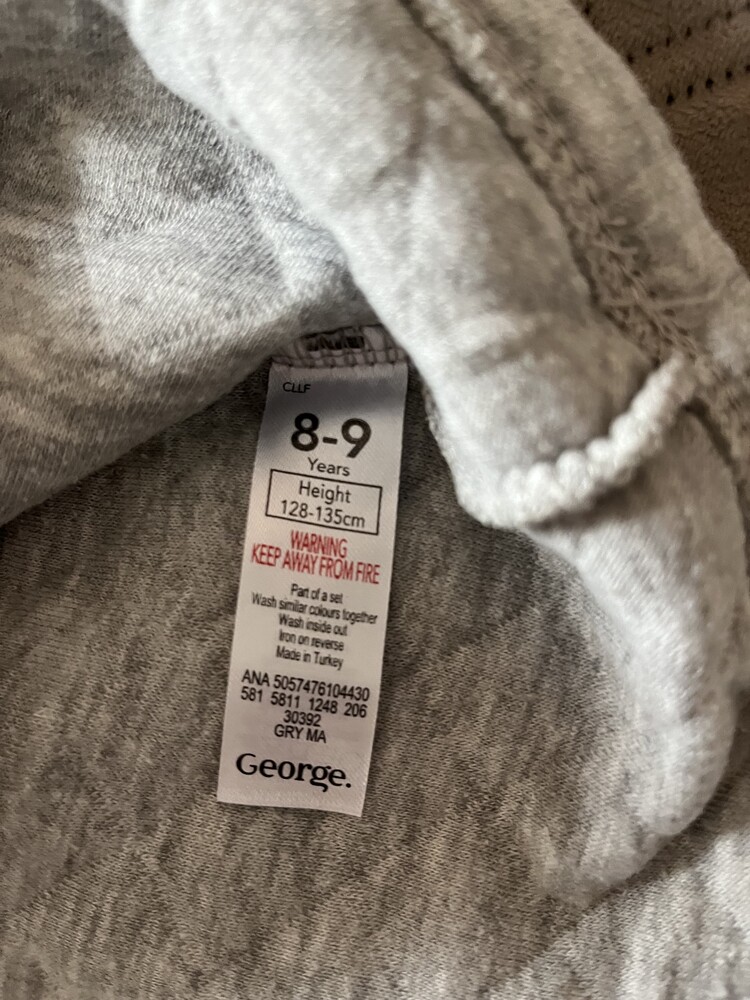 CLLF
8-9
Years
Height
128-135cm
WARNING
KEEP AWAY FROM FIRE
Part of a set
Wash similar colours together
Wash inside out
Iron on reverse
Made in Turkey
ANA 5057476104430
581 5811 1248 206
30392
GRY MA
George.